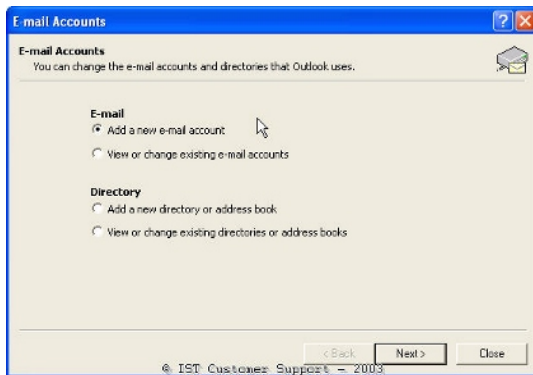 E-mail Accounts
E-mail Accounts
You can change the e-mail accounts and directories that Outlook uses.
E-mail
Add a new e-mail account
View or change existing e-mail accounts
Directory
Add a new directory or address book
View or change existing directories or address books
< Back
Next >
Close
© IST Customer Support - 2003